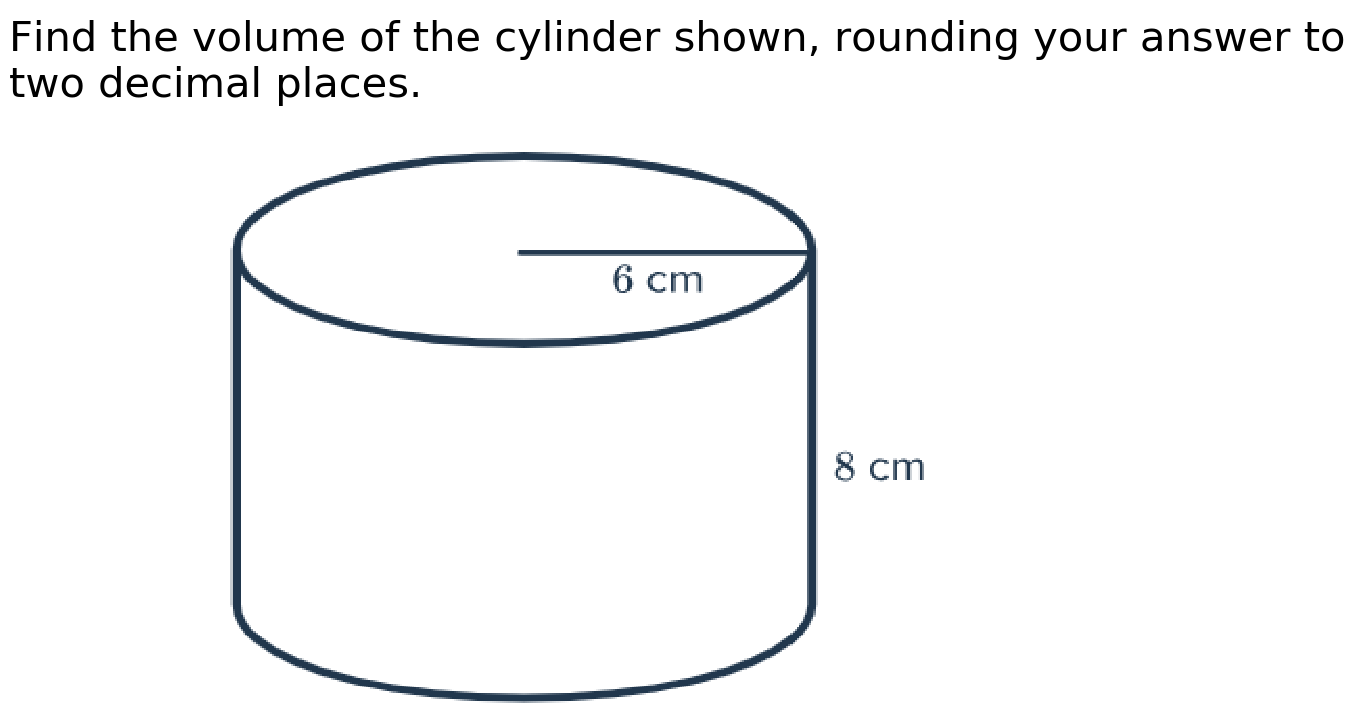 Find the volume of the cylinder shown, rounding your answer to
two decimal places.
6 cm
8 cm